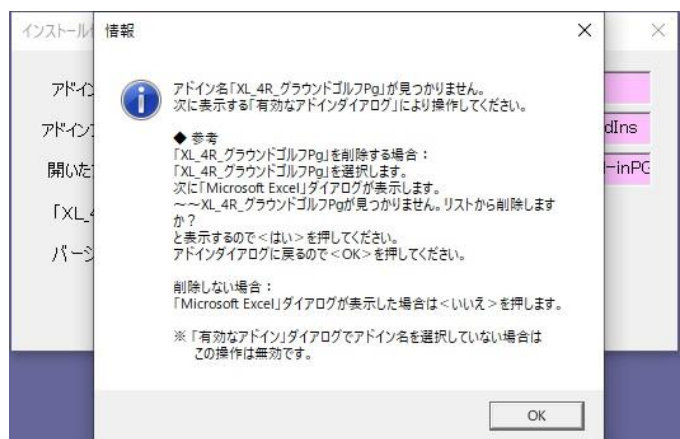 インストール
情報
アドイン名「XL_4R_グラウンドゴルフPg」が見つかりません。
次に表示する「有効なアドインダイアログ」により操作してください。
◆ 参考
「XL_4R_グラウンドゴルフPg」を削除する場合：
「XL_4R_グラウンドゴルフPg」を選択します。
次に「Microsoft Excel」ダイアログが表示します。
～～XL_4R_グラウンドゴルフPgが見つかりません。リストから削除します
か？
と表示するので＜はい＞を押してください。
アドインダイアログに戻るので＜OK＞を押してください。
削除しない場合：
「Microsoft Excel」ダイアログが表示した場合は＜いいえ＞を押します。
※「有効なアドイン」ダイアログでアドイン名を選択していない場合は
この操作は無効です。
OK
アドイン
アドイン
dIns
開いた
-inPG
「XL_4
バージ